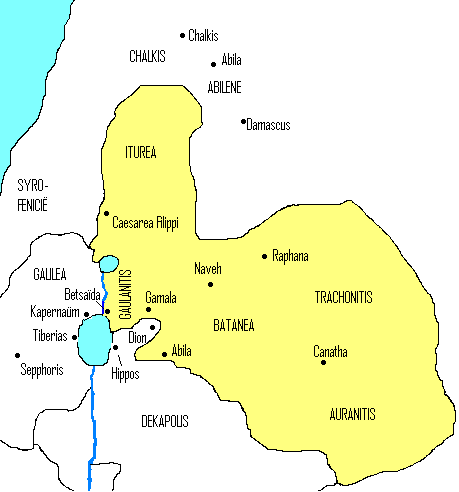 Chalkis
CHALKIS
Abila
ABILENE
Damascus
ITUREA
SYRO-
FENICIË
Caesarea Filippi
GALILEA
GAULANITIS
Naveh
Raphana
Betsaïda
Gamala
TRACHONITIS
Kapernaüm
BATANEA
Tiberias
Dion
Abila
Canatha
Sepphoris
Hippos
DEKAPOLIS
AURANITIS